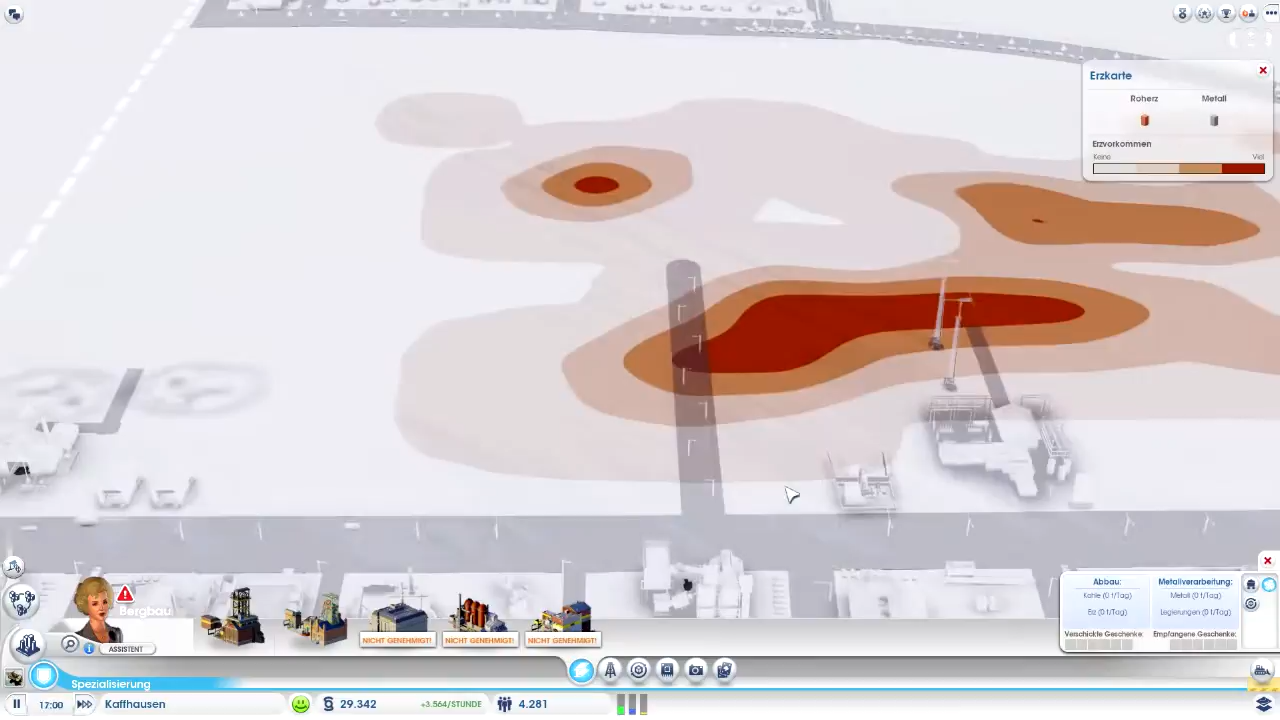 Erzkarte
Roherz Metall
Erzvorkommen
Keine Viel
Abbau: Metallverarbeitung:
Kohle (0 t/Tag) Metall (0 t/Tag)
Erz (0 t/Tag) Legierungen (0 t/Tag)
Verschickte Geschenke: Empfangene Geschenke:
Bergbau
NICHT GENEHMIGT! NICHT GENEHMIGT! NICHT GENEHMIGT!
ASSISTENT
Spezialisierung
17:00 Kaffhausen 29.342 +3.564/STUNDE 4.281